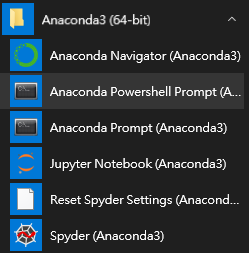 Anaconda3 (64-bit)
Anaconda Navigator (Anaconda3)
Anaconda Powershell Prompt (A...
Anaconda Prompt (Anaconda3)
Jupyter Notebook (Anaconda3)
Reset Spyder Settings (Anacond...
Spyder (Anaconda3)